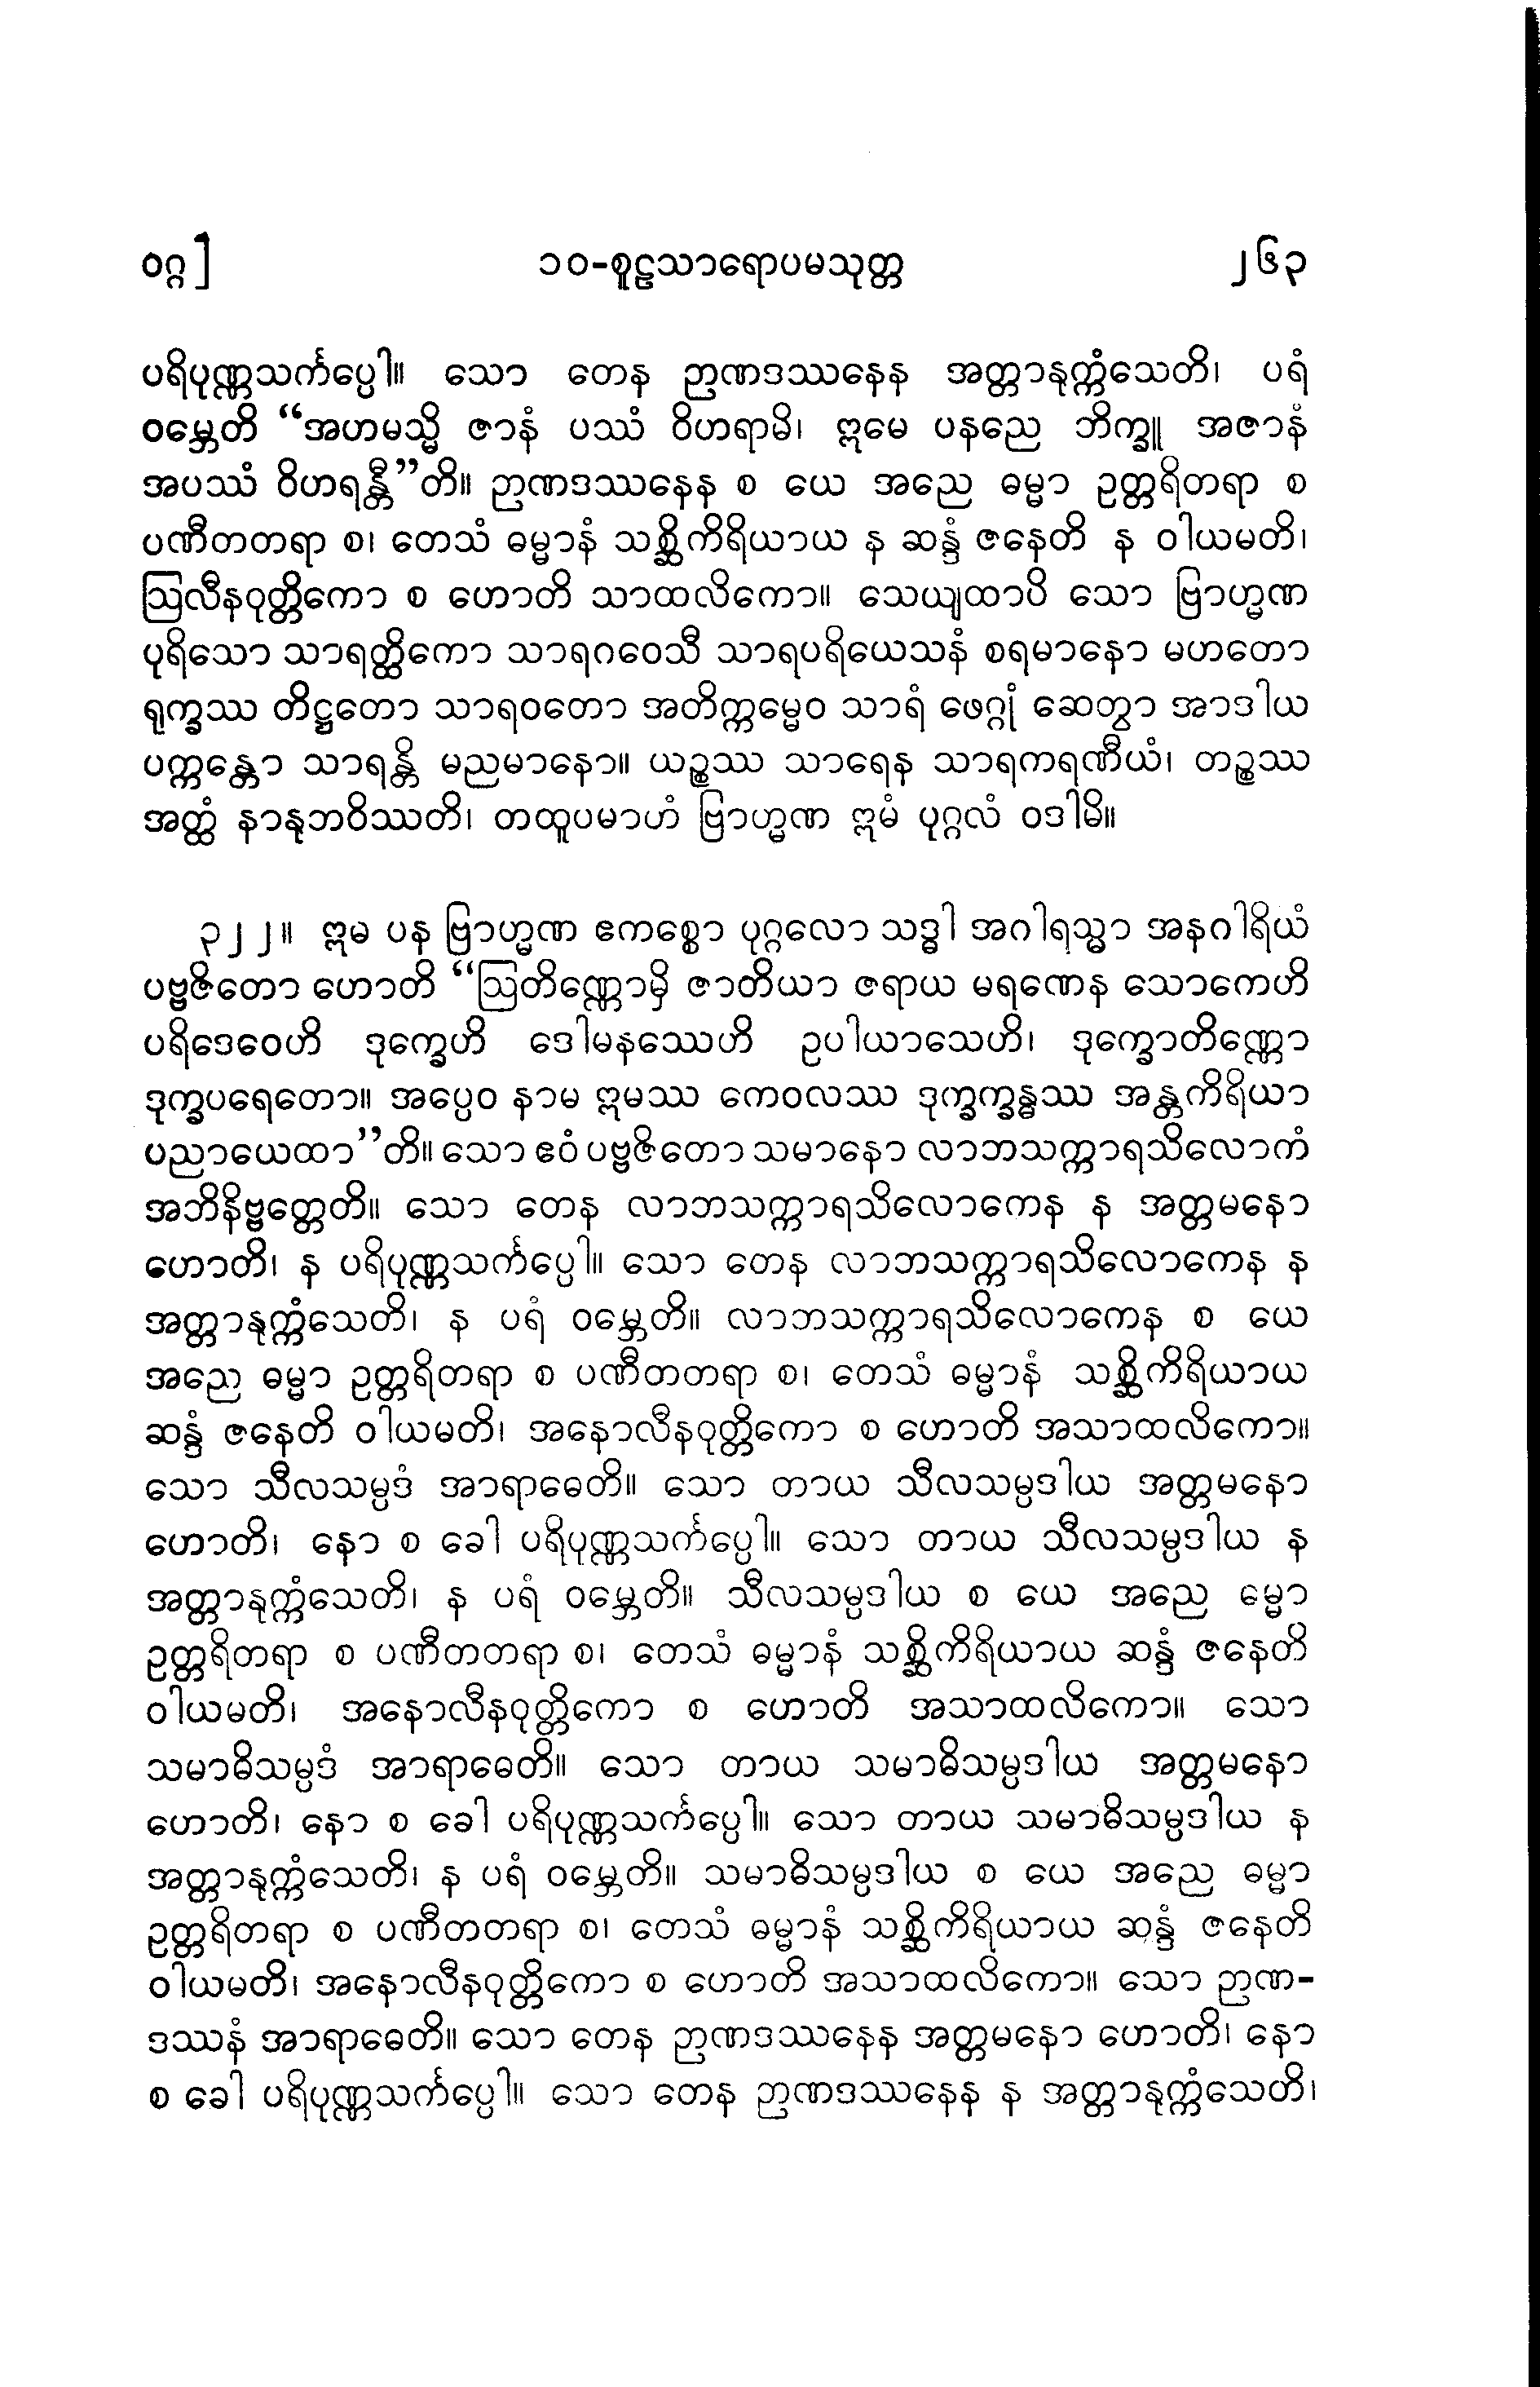 ဝဂ္ဂ]
၁၀-စူဠသာရောပမသုတ္တ
၂၆၃
ပရိပုဏ္ဏသင်္ကပ္ပေါ။ သော တေန ဉာဏဒဿနေန အတ္တာနုက္ကံသေတိ၊ ပရံ
ဝမ္ဘေတိ “အဟမသ္မိ ဇာနံ ပဿံ ဝိဟရာမိ၊ ဣမေ ပနညေ ဘိက္ခူ အဇာနံ
အပဿံ ဝိဟရန္တီ”တိ။ ဉာဏဒဿနေန စ ယေ အညေ ဓမ္မာ ဥတ္တရိတရာ စ
ပဏီတတရာ စ၊ တေသံ ဓမ္မာနံ သစ္ဆိကိရိယာယ န ဆန္ဒံ ဇနေတိ န ဝါယမတိ၊
ဩလီနဝုတ္တိကော စ ဟောတိ သာထလိကော။ သေယျထာပိ သော ဗြာဟ္မဏ
ပုရိသော သာရတ္ထိကော သာရဂဝေသီ သာရပရိယေသနံ စရမာနော မဟတော
ရုက္ခဿ တိဋ္ဌတော သာရဝတော အတိက္ကမ္မေဝ သာရံ ဖေဂ္ဂုံ ဆေတွာ အာဒါယ
ပက္ကန္တော သာရန္တိ မညမာနော။ ယဉ္စဿ သာရေန သာရကရဏီယံ၊ တဉ္စဿ
အတ္ထံ နာနုဘဝိဿတိ၊ တထူပမာဟံ ဗြာဟ္မဏ ဣမံ ပုဂ္ဂလံ ဝဒါမိ။
၃၂၂။ ဣမ ပန ဗြာဟ္မဏ ဧကစ္စော ပုဂ္ဂလော သဒ္ဓါ အဂါရသ္မာ အနဂါရိယံ
ပဗ္ဗဇိတော ဟောတိ “ဩတိဏ္ဏောမှိ ဇာတိယာ ဇရာယ မရဏေန သောကေဟိ
ပရိဒေဝေဟိ ဒုက္ခေဟိ ဒေါမနဿေဟိ ဥပါယာသေဟိ၊ ဒုက္ခောတိဏ္ဏော
ဒုက္ခပရေတော။ အပ္ပေဝ နာမ ဣမဿ ကေဝလဿ ဒုက္ခက္ခန္ဓဿ အန္တကိရိယာ
ပညာယေထာ”တိ။ သော ဧဝံ ပဗ္ဗဇိတော သမာနော လာဘသက္ကာရသိလောကံ
အဘိနိဗ္ဗတ္တေတိ။ သော တေန လာဘသက္ကာရသိလောကေန န အတ္တမနော
ဟောတိ၊ န ပရိပုဏ္ဏသင်္ကပ္ပေါ။ သော တေန လာဘသက္ကာရသိလောကေန န
အတ္တာနုက္ကံသေတိ၊ န ပရံ ဝမ္ဘေတိ။ လာဘသက္ကာရသိလောကေန စ ယေ
အညေ ဓမ္မာ ဥတ္တရိတရာ စ ပဏီတတရာ စ၊ တေသံ ဓမ္မာနံ သစ္ဆိကိရိယာယ
ဆန္ဒံ ဇနေတိ ဝါယမတိ၊ အနောလီနဝုတ္တိကော စ ဟောတိ အသာထလိကော။
သော သီလသမ္ပဒံ အာရာဓေတိ။ သော တာယ သီလသမ္ပဒါယ အတ္တမနော
ဟောတိ၊ နော စ ခေါ ပရိပုဏ္ဏသင်္ကပ္ပေါ။ သော တာယ သီလသမ္ပဒါယ န
အတ္တာနုက္ကံသေတိ၊ န ပရံ ဝမ္ဘေတိ။ သီလသမ္ပဒါယ စ ယေ အညေ မ္မော
ဥတ္တရိတရာ စ ပဏီတတရာ စ၊ တေသံ ဓမ္မာနံ သစ္ဆိကိရိယာယ ဆန္ဒံ ဇနေတိ
ဝါယမတိ၊ အနောလီနဝုတ္တိကော စ ဟောတိ အသာထလိကော။ သော
သမာဓိသမ္ပဒံ အာရာဓေတိ။ သော တာယ သမာဓိသမ္ပဒါယ အတ္တမနော
ဟောတိ၊ နော စ ခေါ ပရိပုဏ္ဏသင်္ကပ္ပေါ။ သော တာယ သမာဓိသမ္ပဒါယ န
အတ္တာနုက္ကံသေတိ၊ န ပရံ ဝမ္ဘေတိ။ သမာဓိသမ္ပဒါယ စ ယေ အညေ ဓမ္မာ
ဥတ္တရိတရာ စ ပဏီတတရာ စ၊ တေသံ ဓမ္မာနံ သစ္ဆိကိရိယာယ ဆန္ဒံ ဇနေတိ
ဝါယမတိ၊ အနောလီနဝုတ္တိကော စ ဟောတိ အသာထလိကော။ သော ဉာဏ-
ဒဿနံ အာရာဓေတိ။ သော တေန ဉာဏဒဿနေန အတ္တမနော ဟောတိ၊ နော
စ ခေါ ပရိပုဏ္ဏသင်္ကပ္ပေါ။ သော တေန ဉာဏဒဿနေန န အတ္တာနုက္ကံသေတိ၊